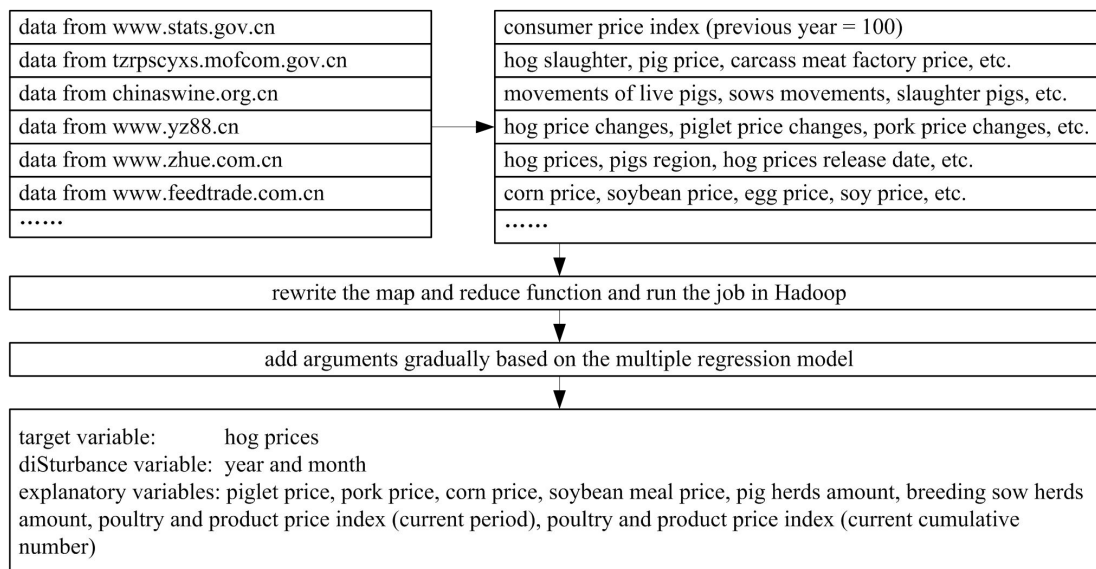 data from www.stats.gov.cn
data from tzrpscyxs.mofcom.gov.cn
data from chinaswine.org.cn
data from www.yz88.cn
data from www.zhue.com.cn
data from www.feedtrade.com.cn
……
consumer price index (previous year = 100)
hog slaughter, pig price, carcass meat factory price, etc.
movements of live pigs, sows movements, slaughter pigs, etc.
hog price changes, piglet price changes, pork price changes, etc.
hog prices, pigs region, hog prices release date, etc.
corn price, soybean price, egg price, soy price, etc.
……
rewrite the map and reduce function and run the job in Hadoop
add arguments gradually based on the multiple regression model
target variable: hog prices
diSturbance variable: year and month
explanatory variables: piglet price, pork price, corn price, soybean meal price, pig herds amount, breeding sow herds
amount, poultry and product price index (current period), poultry and product price index (current cumulative
number)